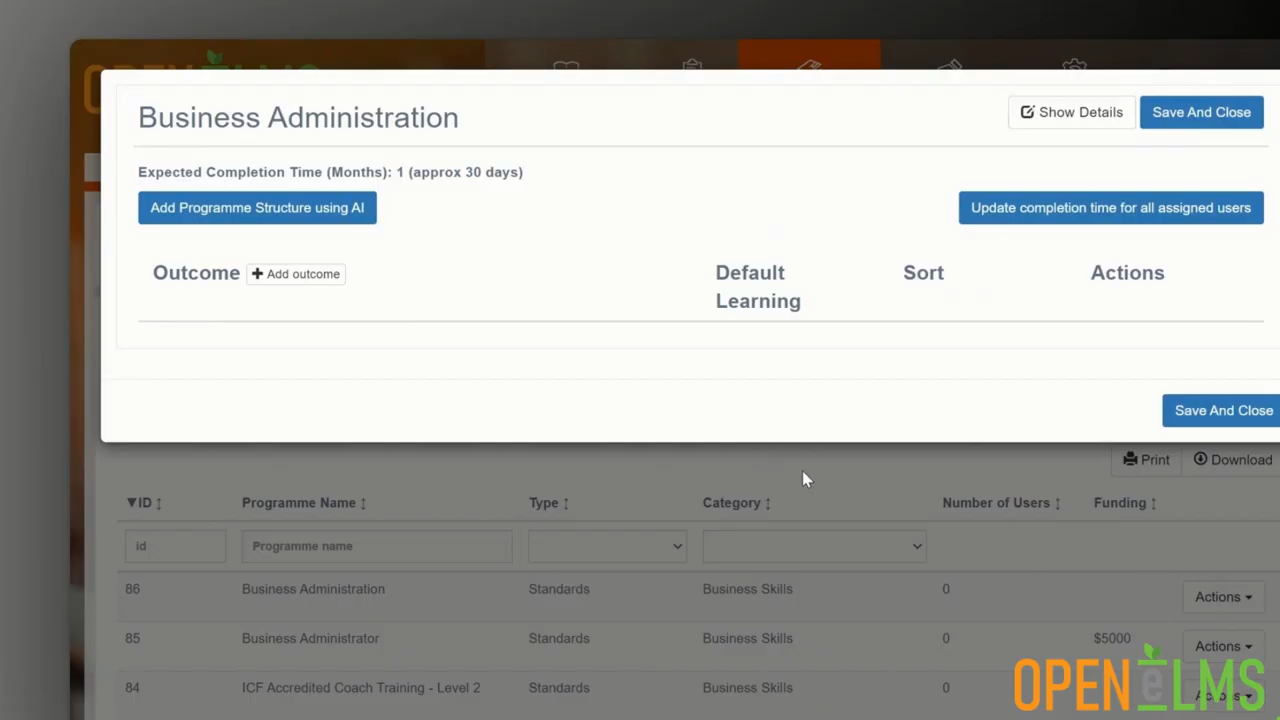 OPEN eLMS
Business Administration
Show Details
Save And Close
Expected Completion Time (Months): 1 (approx 30 days)
Add Programme Structure using AI
Update completion time for all assigned users
Outcome
Add outcome
Default
Learning
Sort
Actions
Save And Close
Print
Download
ID
Programme Name
Type
Category
Number of Users
Funding
id
Programme name
86
Business Administration
Standards
Business Skills
0
Actions
85
Business Administrator
Standards
Business Skills
0
$5000
Actions
84
ICF Accredited Coach Training - Level 2
Standards
Business Skills
0
OPEN eLMS